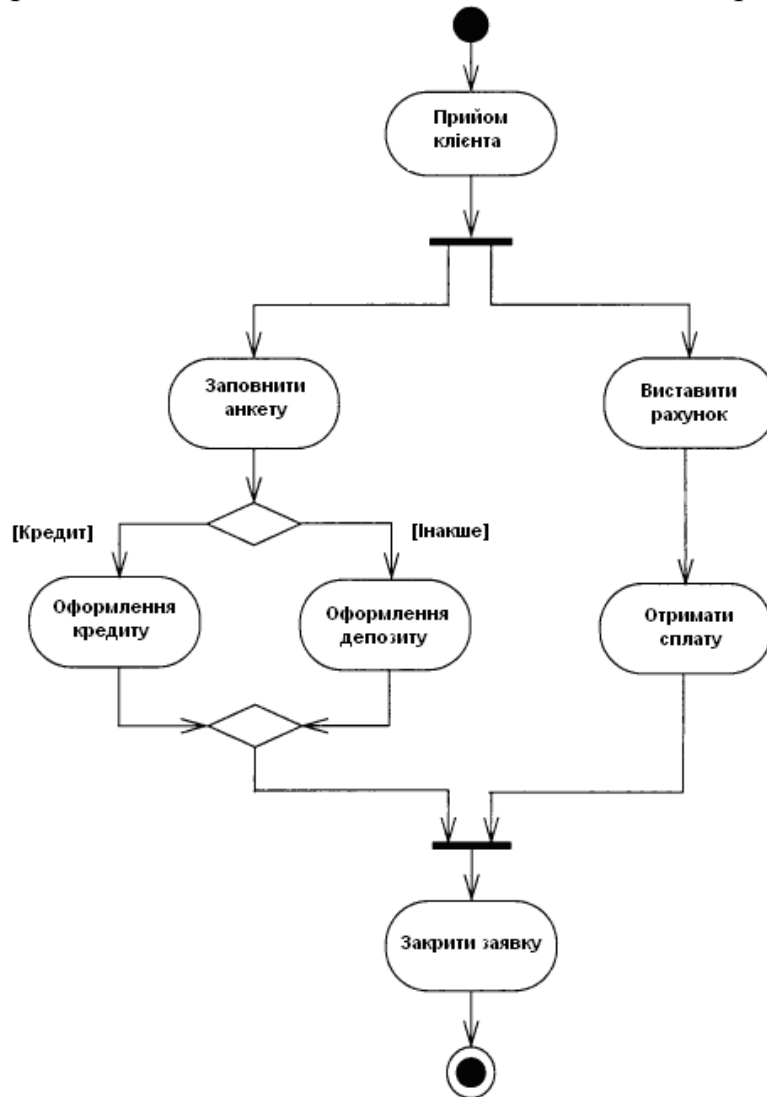 Прийом
клієнта
Заповнити
анкету
Виставити
рахунок
[Кредит]
[Інакше]
Оформлення
кредиту
Оформлення
депозиту
Отримати
сплату
Закрити заявку